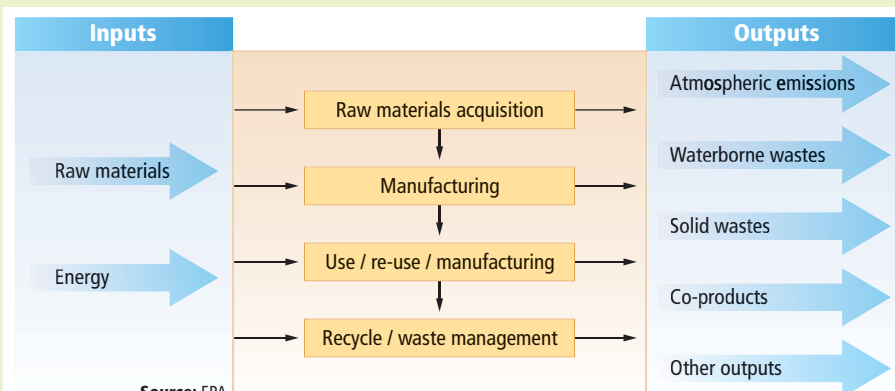 Inputs
Outputs
Raw materials
Energy
Raw materials acquisition
Manufacturing
Use / re-use / manufacturing
Recycle / waste management
Atmospheric emissions
Waterborne wastes
Solid wastes
Co-products
Other outputs
Source: EPA